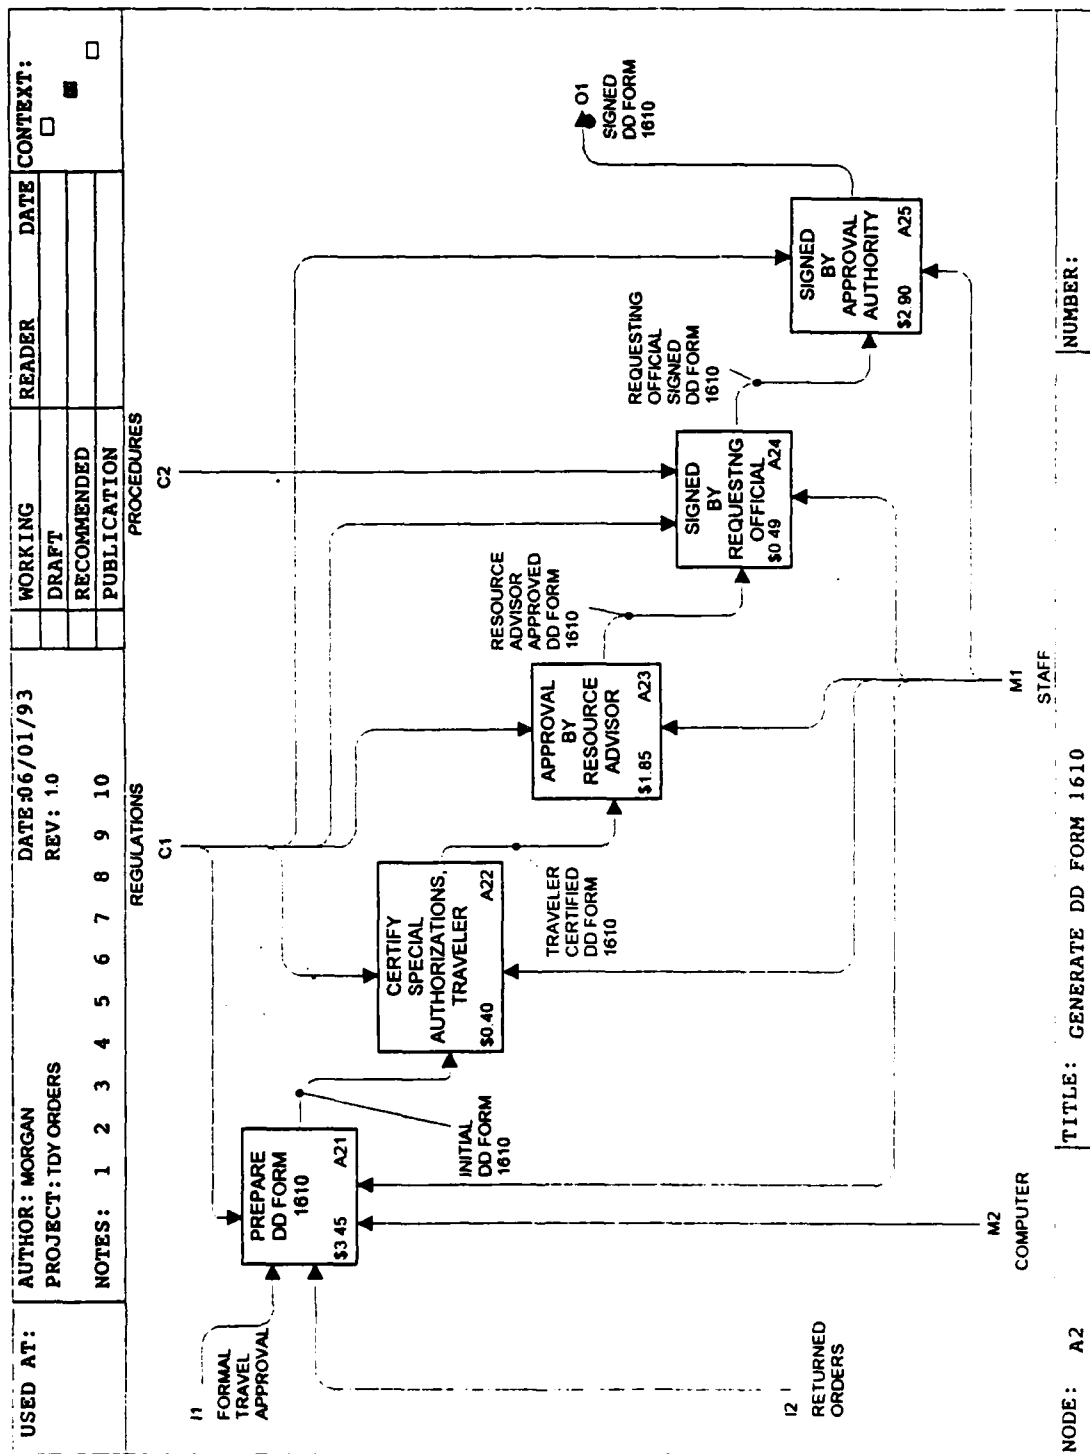 USED AT:
AUTHOR: MORGAN
PROJECT: TDY ORDERS
NOTES: 1 2 3 4 5 6 7 8 9 10
DATE:06/01/93
REV: 1.0
WORKING
DRAFT
RECOMMENDED
PUBLICATION
READER
DATE
CONTEXT:
REGULATIONS
C1
PROCEDURES
C2
I1
FORMAL
TRAVEL
APPROVAL
I2
RETURNED
ORDERS
PREPARE
DD FORM
1610
$3 45
A21
INITIAL
DD FORM
1610
CERTIFY
SPECIAL
AUTHORIZATIONS,
TRAVELER
$0.40
A22
TRAVELER
CERTIFIED
DD FORM
1610
APPROVAL
BY
RESOURCE
ADVISOR
$1.85
A23
RESOURCE
ADVISOR
APPROVED
DD FORM
1610
SIGNED
BY
REQUESTNG
OFFICIAL
$0 49
A24
REQUESTING
OFFICIAL
SIGNED
DD FORM
1610
SIGNED
BY
APPROVAL
AUTHORITY
$2 90
A25
O1
SIGNED
DD FORM
1610
M2
COMPUTER
M1
STAFF
NODE: A2
TITLE: GENERATE DD FORM 1610
NUMBER: